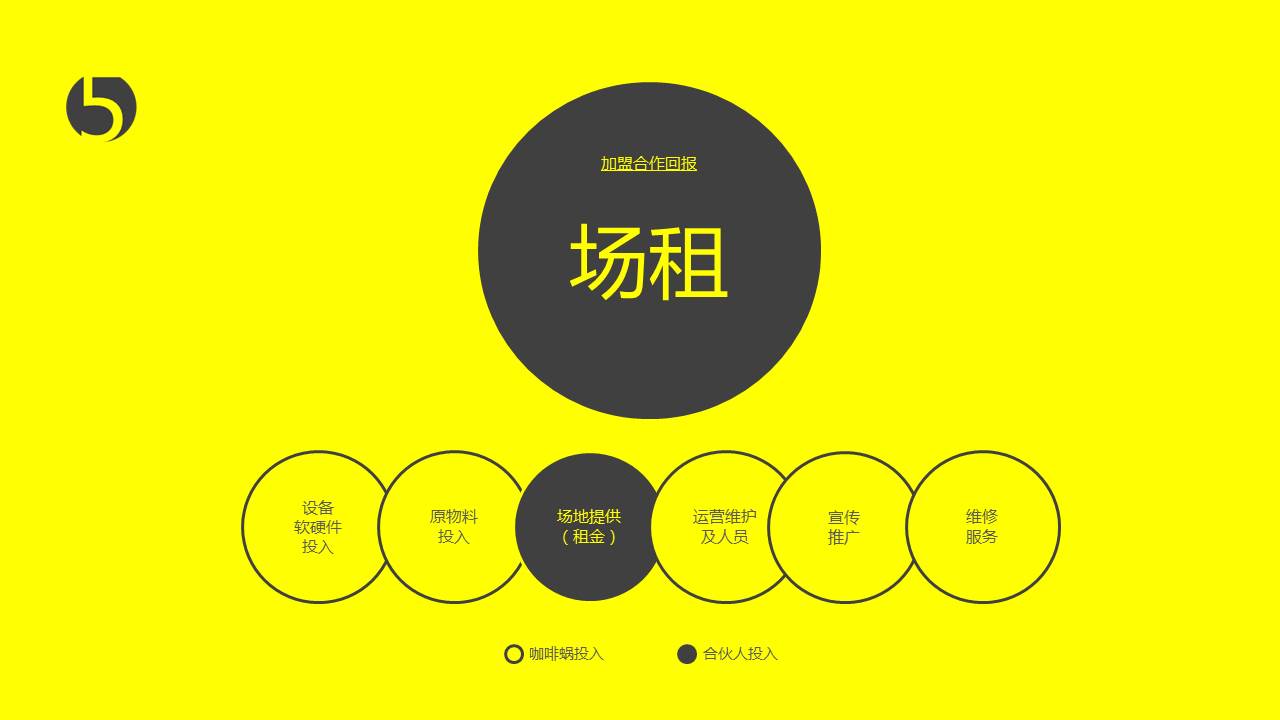 5
加盟合作回报
场租
设备
软硬件
投入
原物料
投入
场地提供
（租金）
运营维护
及人员
宣传
推广
维修
服务
咖啡蜗投入
合伙人投入